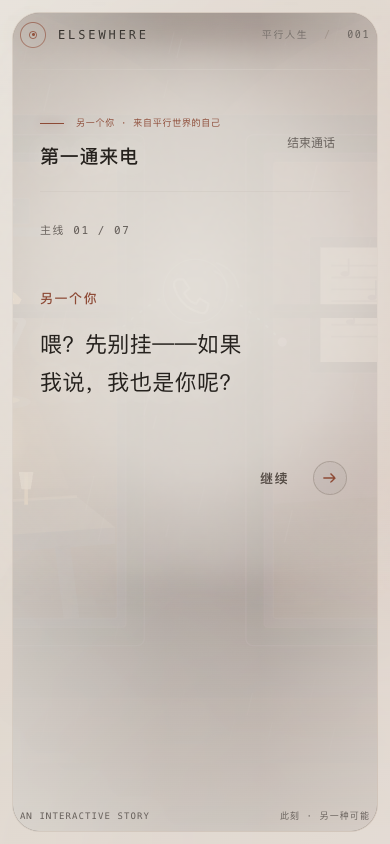 ELSEWHERE
平行人生 / 001
另一个你 · 来自平行世界的自己
第一通来电
结束通话
主线 01 / 07
另一个你
喂？先别挂——如果
我说，我也是你呢？
继续
AN INTERACTIVE STORY
此刻 · 另一种可能